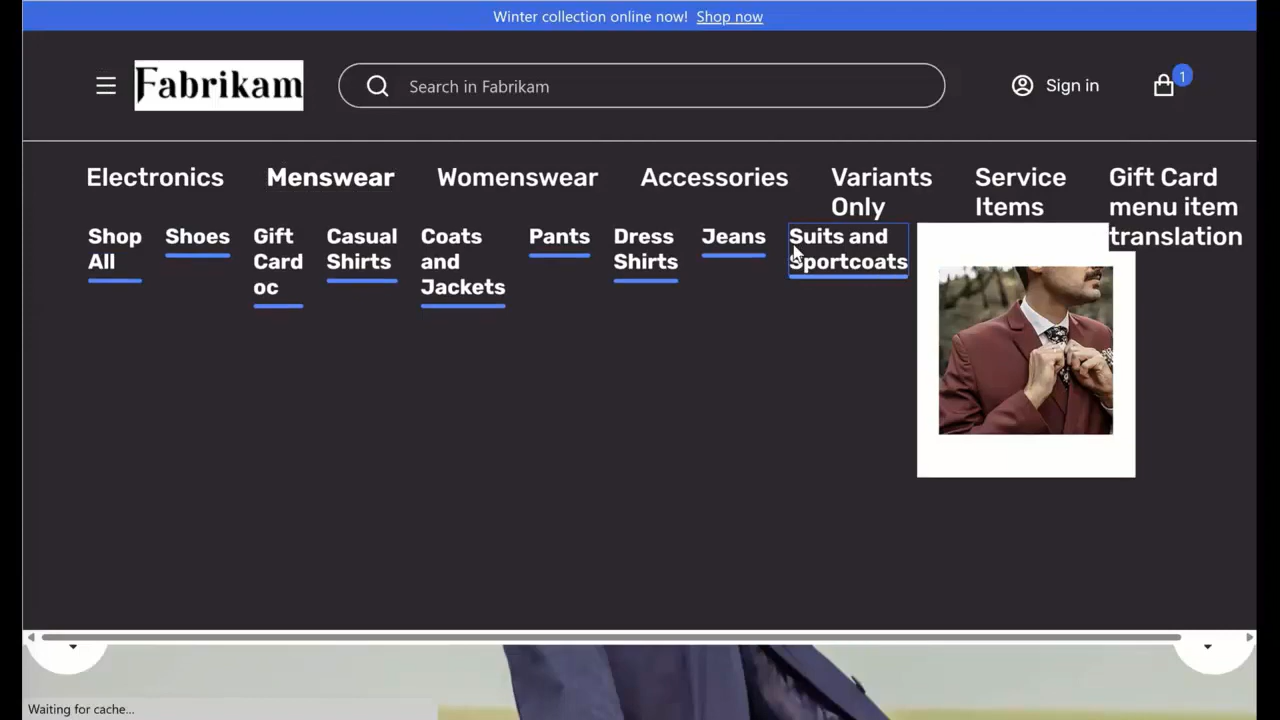 Winter collection online now! Shop now
Fabrikam
Search in Fabrikam
Sign in
1
Electronics
Menswear
Womenswear
Accessories
Variants
Only
Service
Items
Gift Card
menu item
translation
Shop
All
Shoes
Gift
Card
oc
Casual
Shirts
Coats
and
Jackets
Pants
Dress
Shirts
Jeans
Suits and
Sportcoats
Waiting for cache...